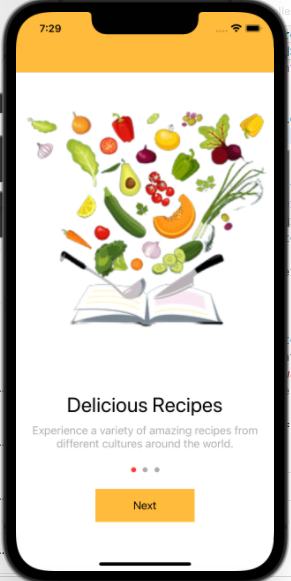 7:29
Delicious Recipes
Experience a variety of amazing recipes from
different cultures around the world.
Next